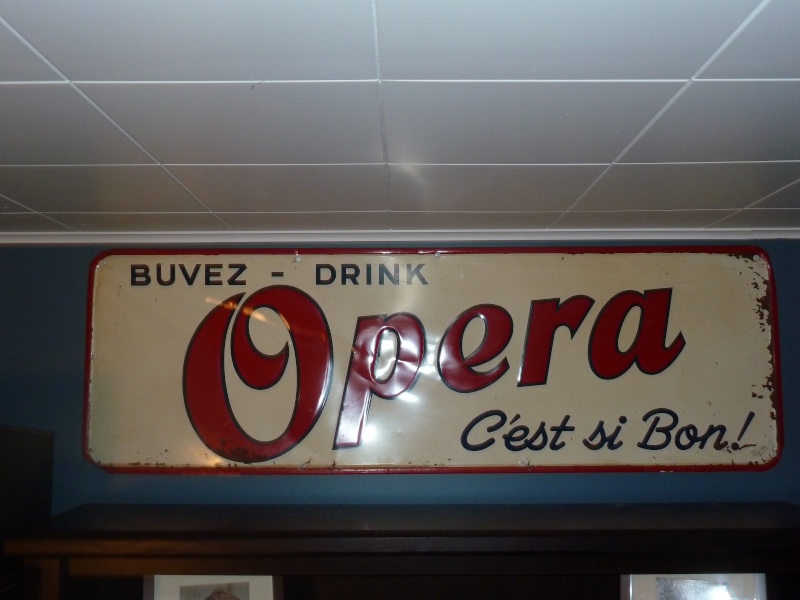 BUVEZ - DRINK
Opera
C'est si Bon!